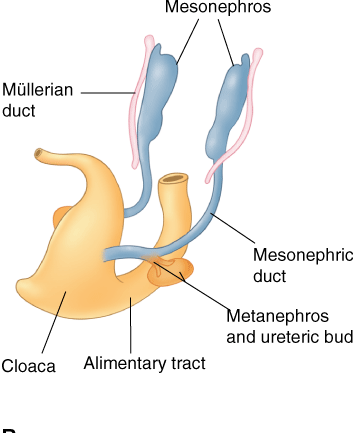 Mesonephros
Müllerian
duct
Mesonephric
duct
Metanephros
and ureteric bud
Cloaca
Alimentary tract